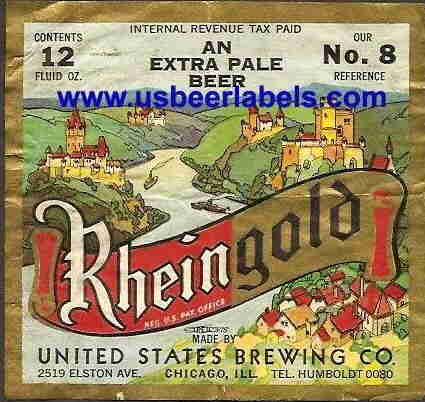 INTERNAL REVENUE TAX PAID
CONTENTS
12
FLUID OZ.
AN
EXTRA PALE
BEER
OUR
No. 8
REFERENCE
www.usbeerlabels.com
Rheingold
REG. U.S. PAT. OFFICE
MADE BY
UNITED STATES BREWING CO.
2519 ELSTON AVE. CHICAGO, ILL. TEL. HUMBOLDT 0080